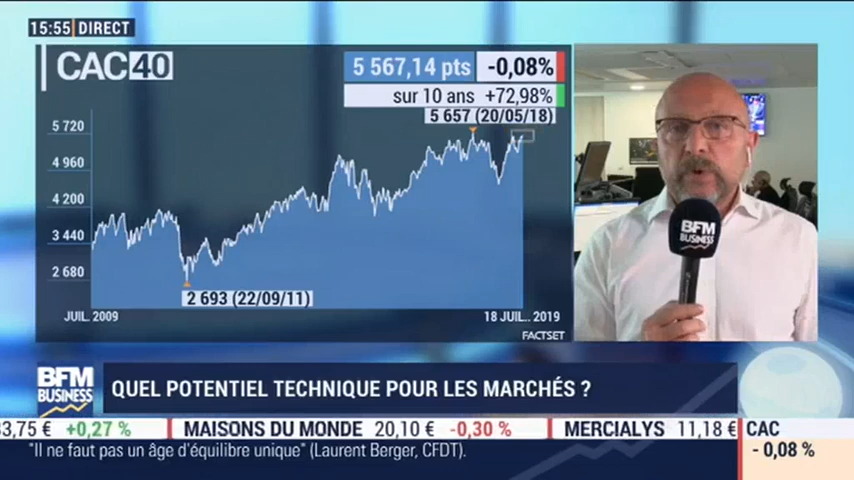 15:55 DIRECT
CAC40
5 567,14 pts -0,08%
sur 10 ans +72,98%
5 657 (20/05/18)
5 720
4 960
4 200
3 440
2 680
2 693 (22/09/11)
JUIL. 2009
18 JUIL.. 2019
FACTSET
BFM
BUSINESS
BFM
BUSINESS
QUEL POTENTIEL TECHNIQUE POUR LES MARCHÉS ?
3,75 € +0,27 % MAISONS DU MONDE 20,10 € -0,30 % MERCIALYS 11,18 €
CAC
- 0,08 %
"Il ne faut pas un âge d'équilibre unique" (Laurent Berger, CFDT).